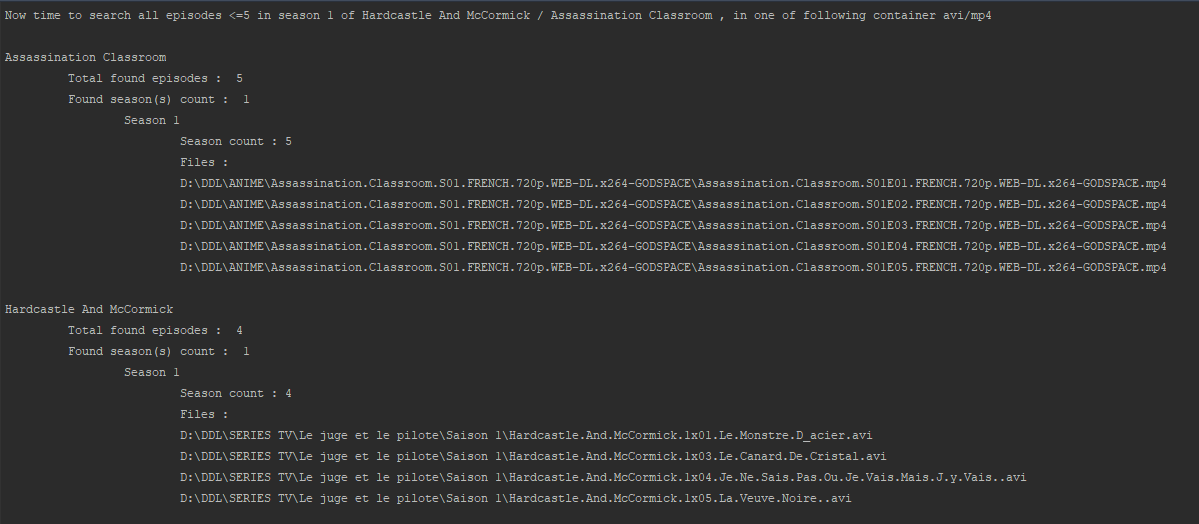 Now time to search all episodes <=5 in season 1 of Hardcastle And McCormick / Assassination Classroom , in one of following container avi/mp4
Assassination Classroom
Total found episodes :  5
Found season(s) count :  1
Season 1
Season count : 5
Files :
D:\DDL\ANIME\Assassination.Classroom.S01.FRENCH.720p.WEB-DL.x264-GODSPACE\Assassination.Classroom.S01E01.FRENCH.720p.WEB-DL.x264-GODSPACE.mp4
D:\DDL\ANIME\Assassination.Classroom.S01.FRENCH.720p.WEB-DL.x264-GODSPACE\Assassination.Classroom.S01E02.FRENCH.720p.WEB-DL.x264-GODSPACE.mp4
D:\DDL\ANIME\Assassination.Classroom.S01.FRENCH.720p.WEB-DL.x264-GODSPACE\Assassination.Classroom.S01E03.FRENCH.720p.WEB-DL.x264-GODSPACE.mp4
D:\DDL\ANIME\Assassination.Classroom.S01.FRENCH.720p.WEB-DL.x264-GODSPACE\Assassination.Classroom.S01E04.FRENCH.720p.WEB-DL.x264-GODSPACE.mp4
D:\DDL\ANIME\Assassination.Classroom.S01.FRENCH.720p.WEB-DL.x264-GODSPACE\Assassination.Classroom.S01E05.FRENCH.720p.WEB-DL.x264-GODSPACE.mp4
Hardcastle And McCormick
Total found episodes :  4
Found season(s) count :  1
Season 1
Season count : 4
Files :
D:\DDL\SERIES TV\Le juge et le pilote\Saison 1\Hardcastle.And.McCormick.1x01.Le.Monstre.D_acier.avi
D:\DDL\SERIES TV\Le juge et le pilote\Saison 1\Hardcastle.And.McCormick.1x03.Le.Canard.De.Cristal.avi
D:\DDL\SERIES TV\Le juge et le pilote\Saison 1\Hardcastle.And.McCormick.1x04.Je.Ne.Sais.Pas.Ou.Je.Vais.Mais.J.y.Vais..avi
D:\DDL\SERIES TV\Le juge et le pilote\Saison 1\Hardcastle.And.McCormick.1x05.La.Veuve.Noire..avi